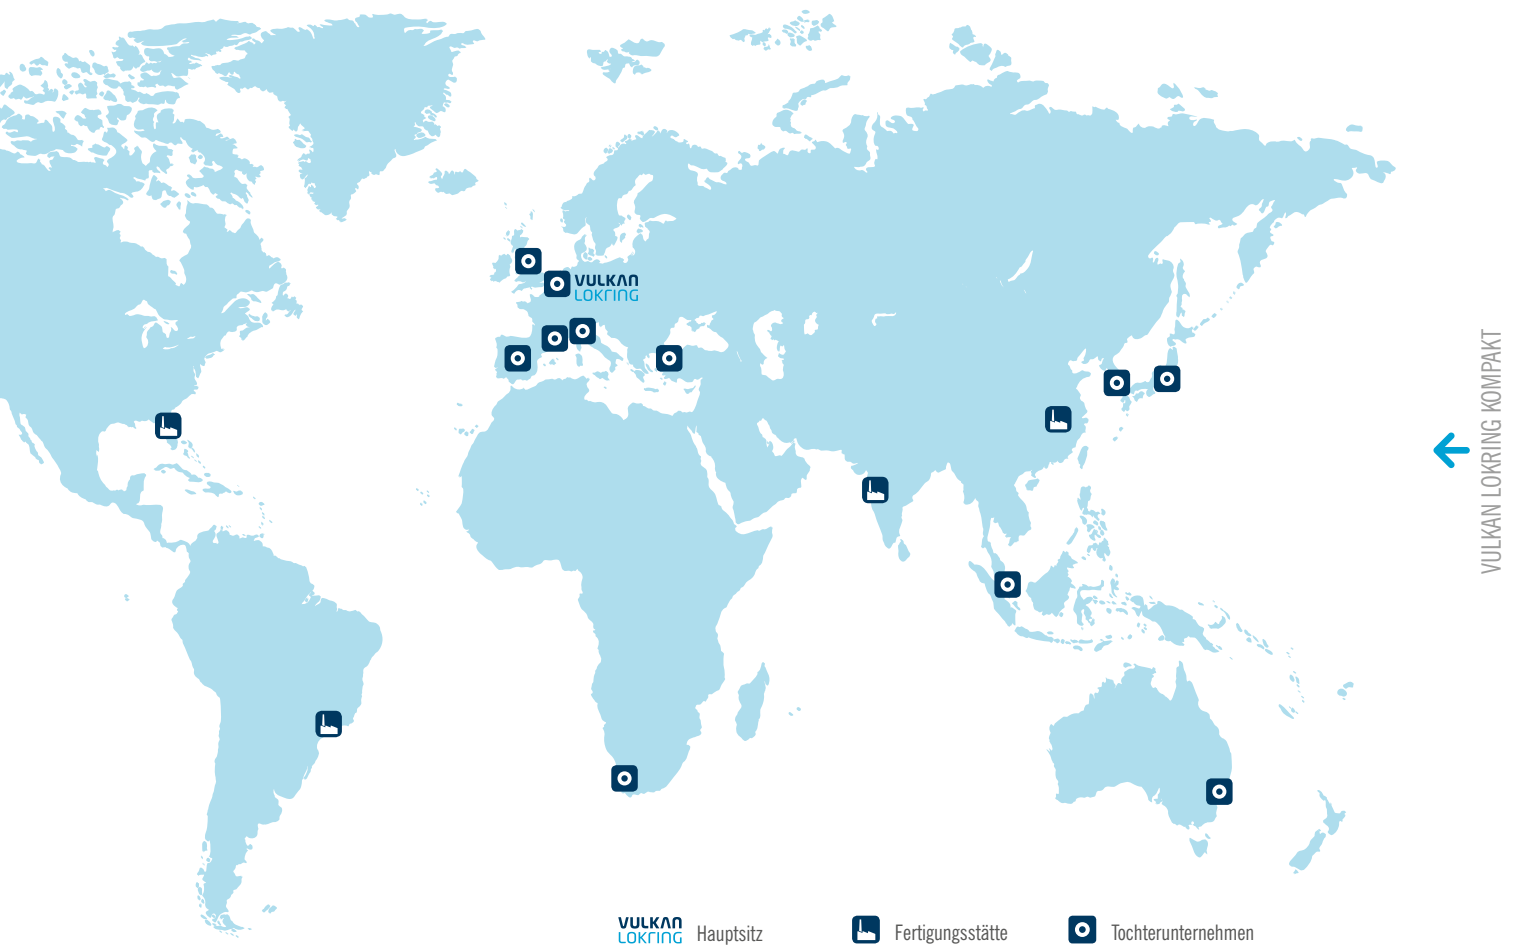 VULKAN
LOKRING
VULKAN LOKRING KOMPAKT
VULKAN
LOKRING
Hauptsitz
Fertigungsstätte
Tochterunternehmen